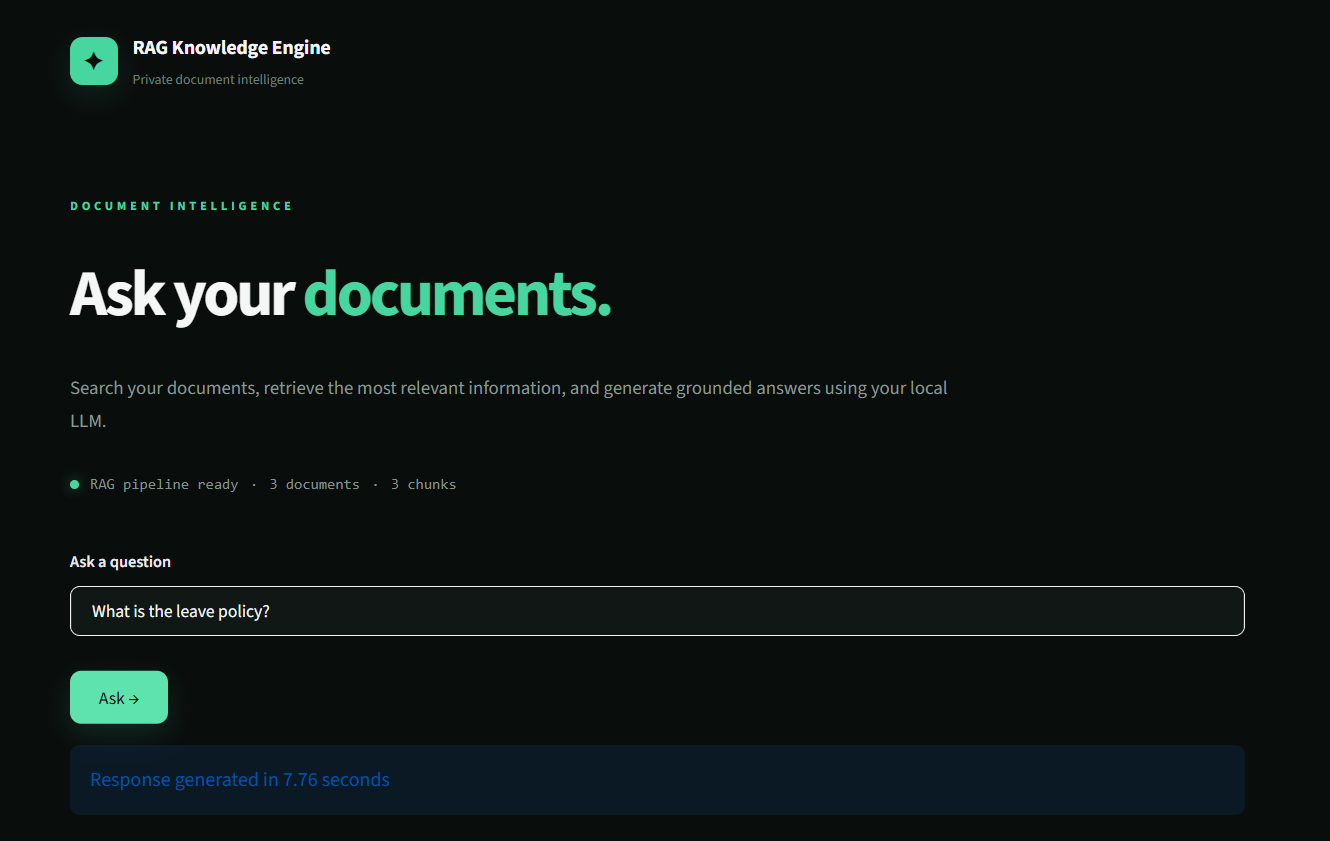 RAG Knowledge Engine
Private document intelligence
DOCUMENT INTELLIGENCE
Ask your documents.
Search your documents, retrieve the most relevant information, and generate grounded answers using your local
LLM.
RAG pipeline ready · 3 documents · 3 chunks
Ask a question
What is the leave policy?
Ask →
Response generated in 7.76 seconds